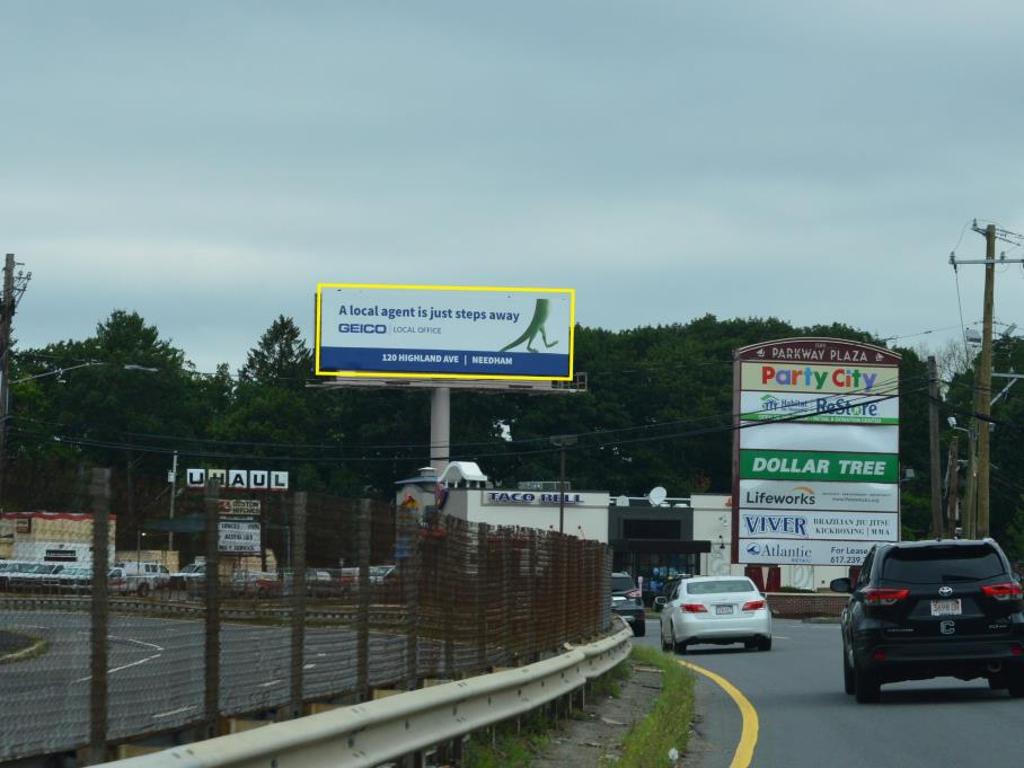 A local agent is just steps away
GEICO LOCAL OFFICE
120 HIGHLAND AVE | NEEDHAM
PARKWAY PLAZA
Party City
Habitat
ReStore
DOLLAR TREE
Lifeworks
VIVER BRAZILIAN JIU JITSU
KICKBOXING | MMA
Atlantic
For Lease
617.239.
U-HAUL
TACO BELL